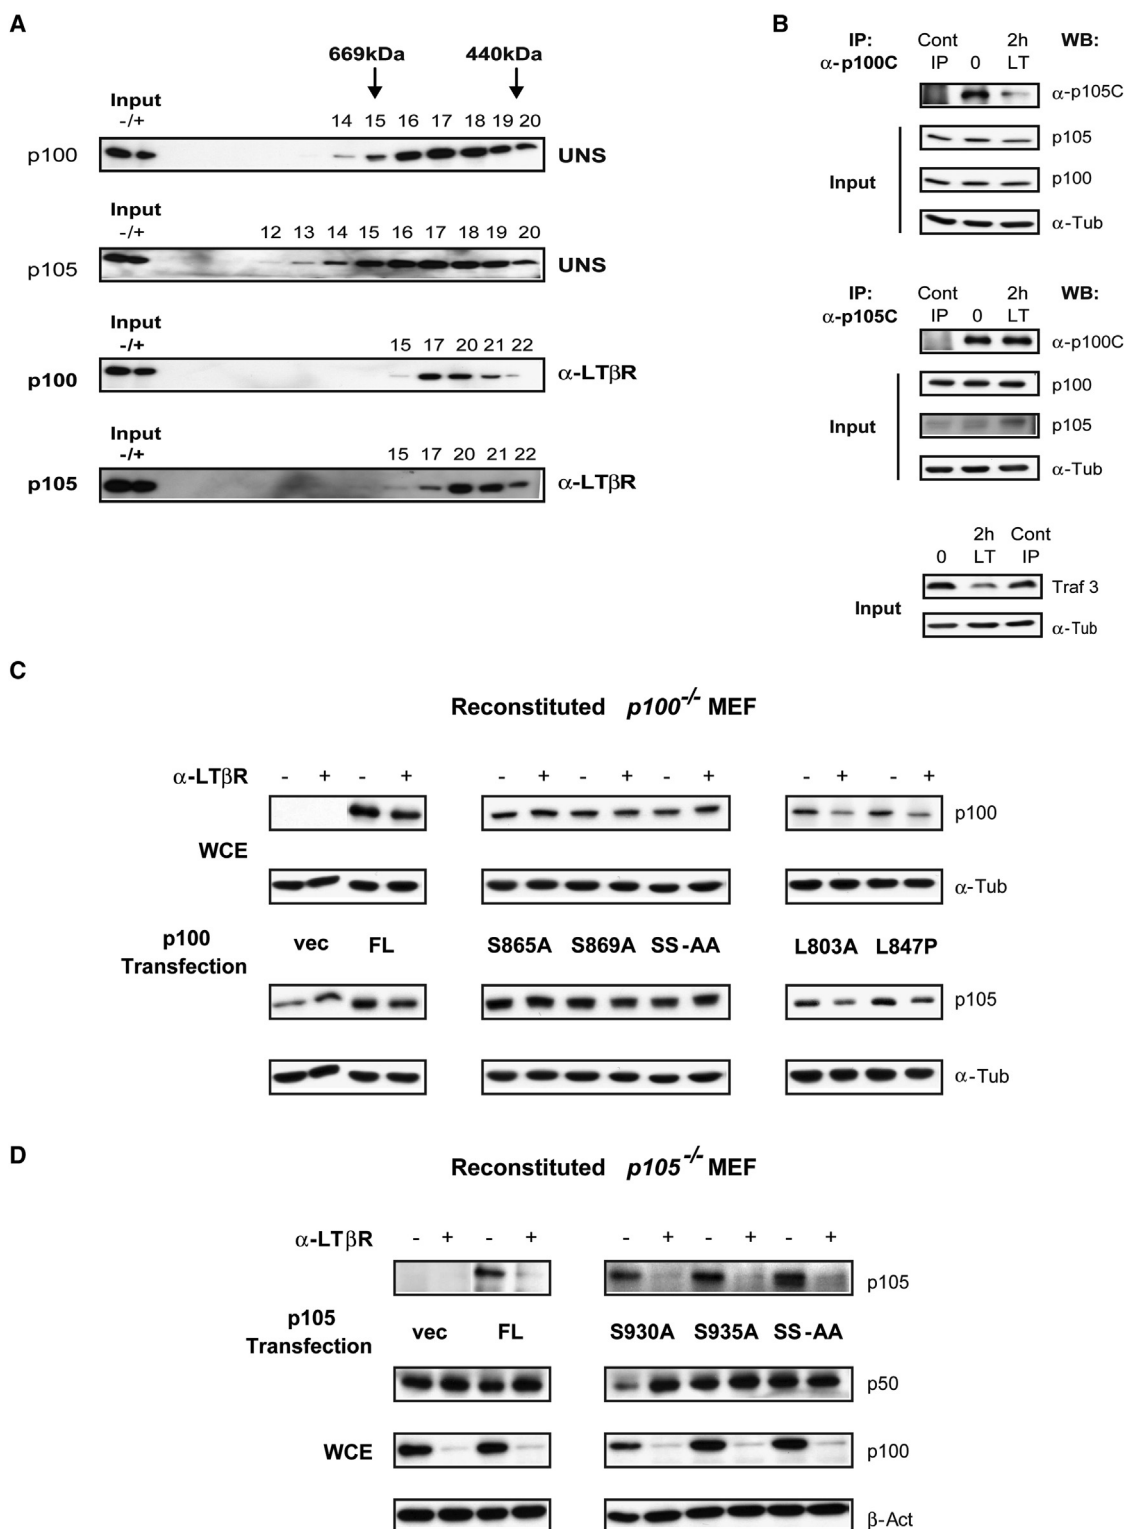 A
669kDa 440kDa
Input
-/+ 14 15 16 17 18 19 20
p100 UNS
Input
-/+ 12 13 14 15 16 17 18 19 20
p105 UNS
Input
-/+ 15 17 20 21 22
p100 α-LTβR
Input
-/+ 15 17 20 21 22
p105 α-LTβR
B
IP: Cont 2h WB:
α-p100C IP 0 LT
α-p105C
p105
Input p100
α-Tub
IP: Cont 2h WB:
α-p105C IP 0 LT
α-p100C
p100
Input p105
α-Tub
2h Cont
0 LT IP
Traf 3
Input
α-Tub
C
Reconstituted p100-/- MEF
α-LTβR - + - + - + - + - + - + - +
p100
WCE
α-Tub
p100 vec FL S865A S869A SS-AA L803A L847P
Transfection
p105
α-Tub
D
Reconstituted p105-/- MEF
α-LTβR - + - + - + - + - +
p105
p105
Transfection vec FL S930A S935A SS-AA
p50
WCE p100
β-Act